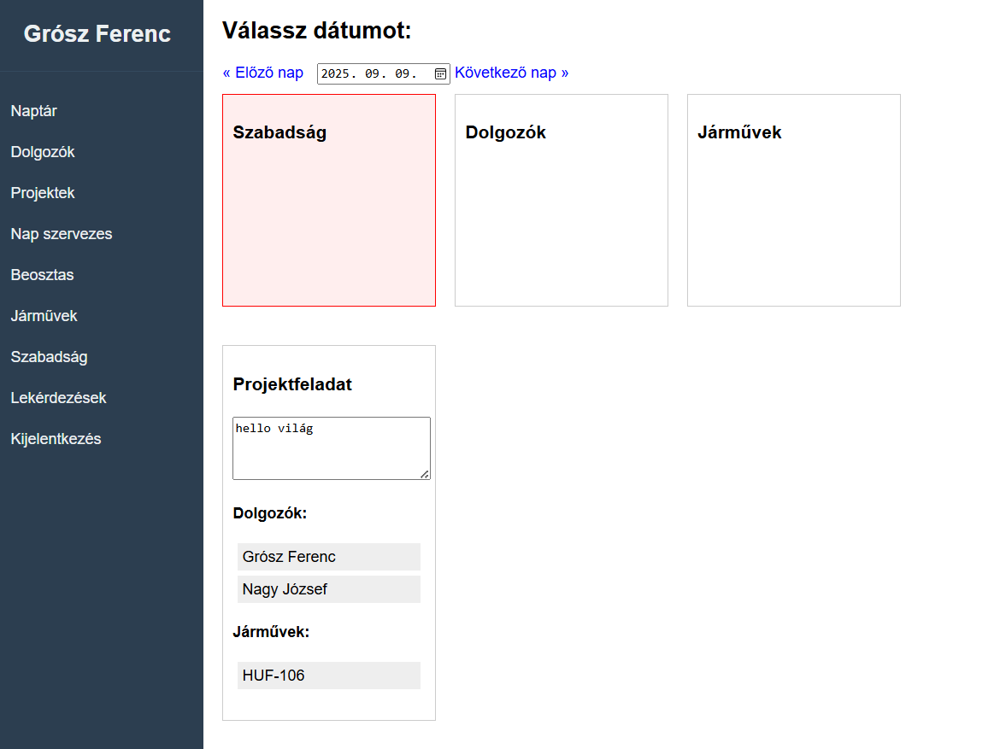 Grósz Ferenc
Naptár
Dolgozók
Projektek
Nap szervezes
Beosztas
Járművek
Szabadság
Lekérdezések
Kijelentkezés
Válassz dátumot:
« Előző nap 2025. 09. 09. Következő nap »
Szabadság
Dolgozók
Járművek
Projektfeladat
hello világ
Dolgozók:
Grósz Ferenc
Nagy József
Járművek:
HUF-106